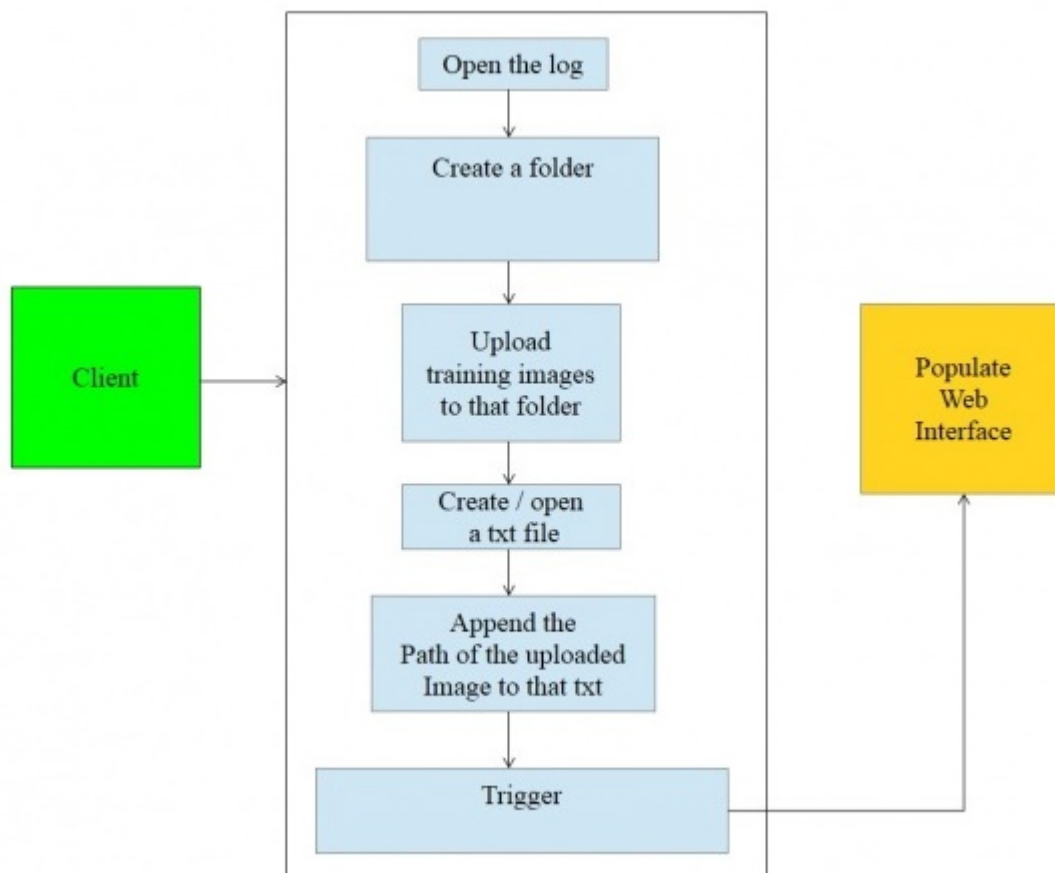 Open the log
Create a folder
Upload
training images
to that folder
Create / open
a txt file
Append the
Path of the uploaded
Image to that txt
Trigger
Client
Populate
Web
Interface